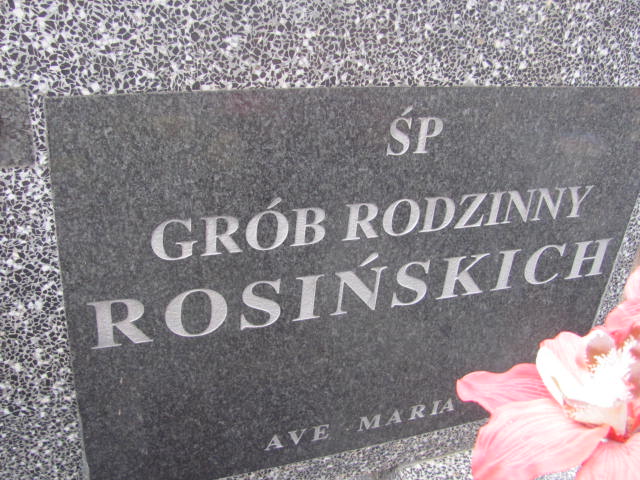 ŚP
GRÓB RODZINNY
ROSIŃSKICH
AVE MARIA